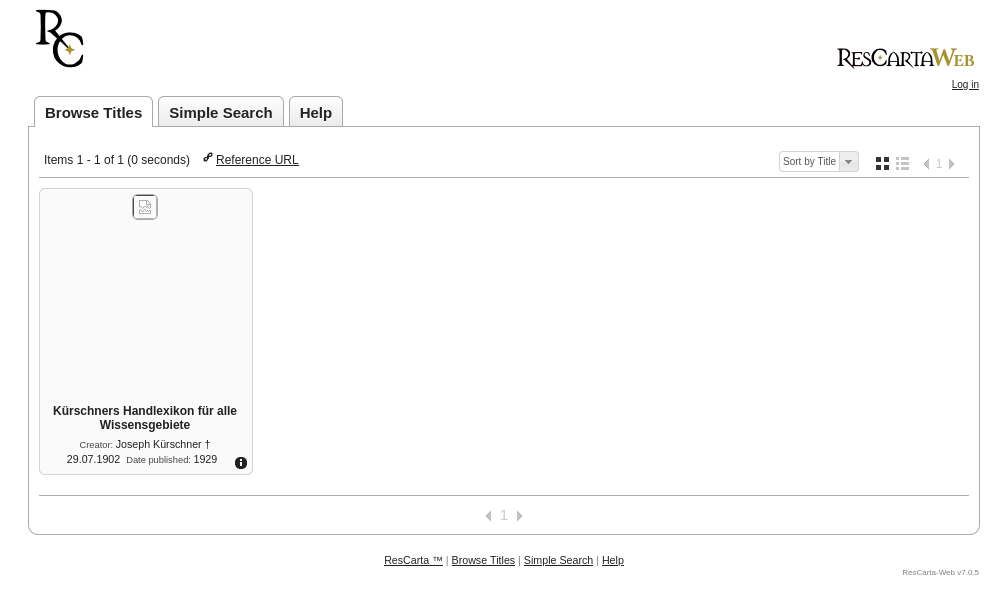 RC
ResCartaWeb
Log in
Browse Titles
Simple Search
Help
Items 1 - 1 of 1 (0 seconds) Reference URL
Sort by Title
1
Kürschners Handlexikon für alle
Wissensgebiete
Creator: Joseph Kürschner †
29.07.1902 Date published: 1929
1
ResCarta ™ | Browse Titles | Simple Search | Help
ResCarta-Web v7.0.5